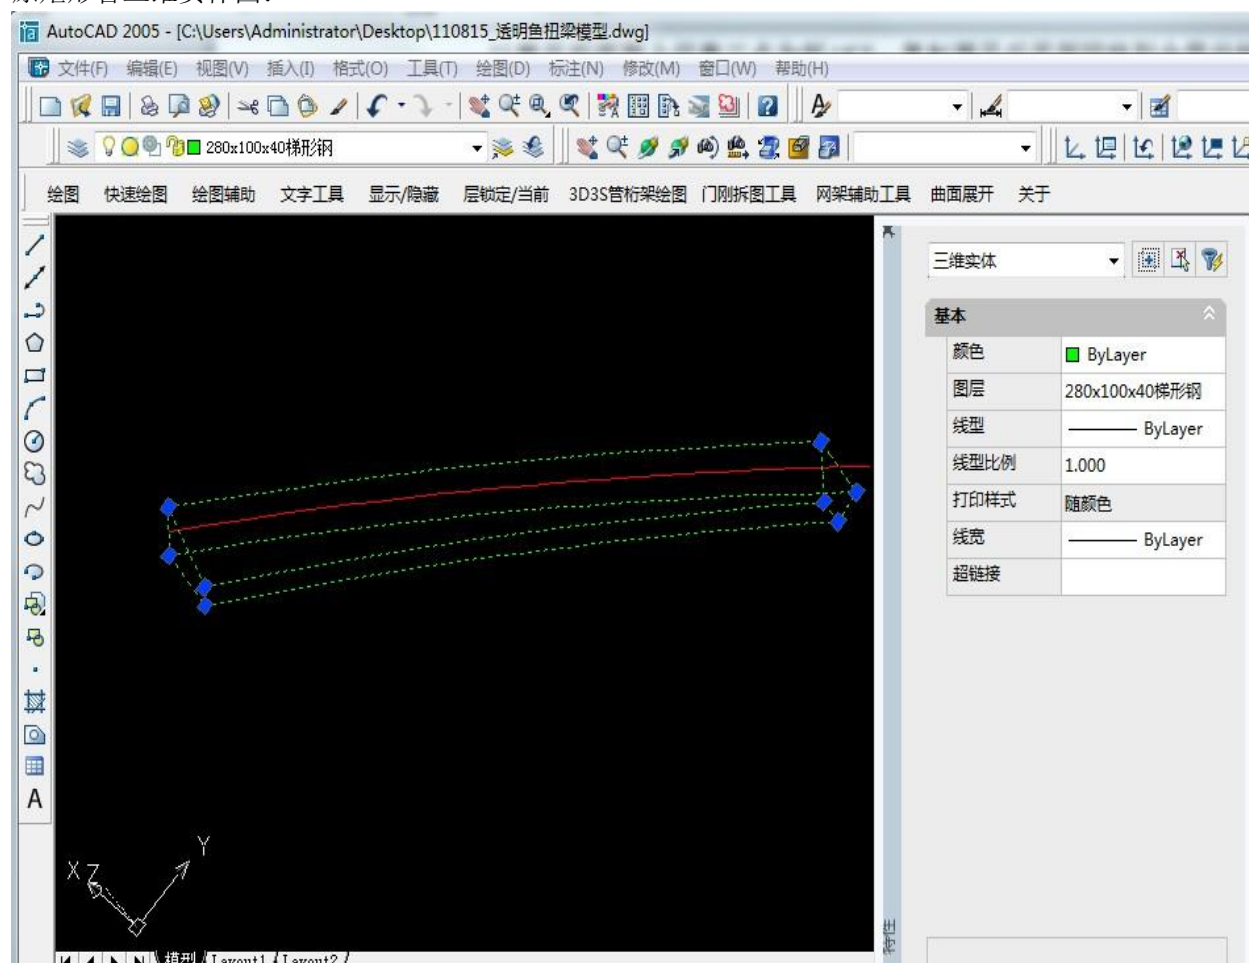 AutoCAD 2005 - [C:\Users\Administrator\Desktop\110815_透明鱼扭梁模型.dwg]
文件(F) 编辑(E) 视图(V) 插入(I) 格式(O) 工具(T) 绘图(D) 标注(N) 修改(M) 窗口(W) 帮助(H)
280x100x40梯形钢
绘图 快速绘图 绘图辅助 文字工具 显示/隐藏 层锁定/当前 3D3S管桁架绘图 门刚拆图工具 网架辅助工具 曲面展开 关于
三维实体
基本
颜色 ByLayer
图层 280x100x40梯形钢
线型 ByLayer
线型比例 1.000
打印样式 随颜色
线宽 ByLayer
超链接
A
Y
X Z
特性
模型 Layout1 Layout2